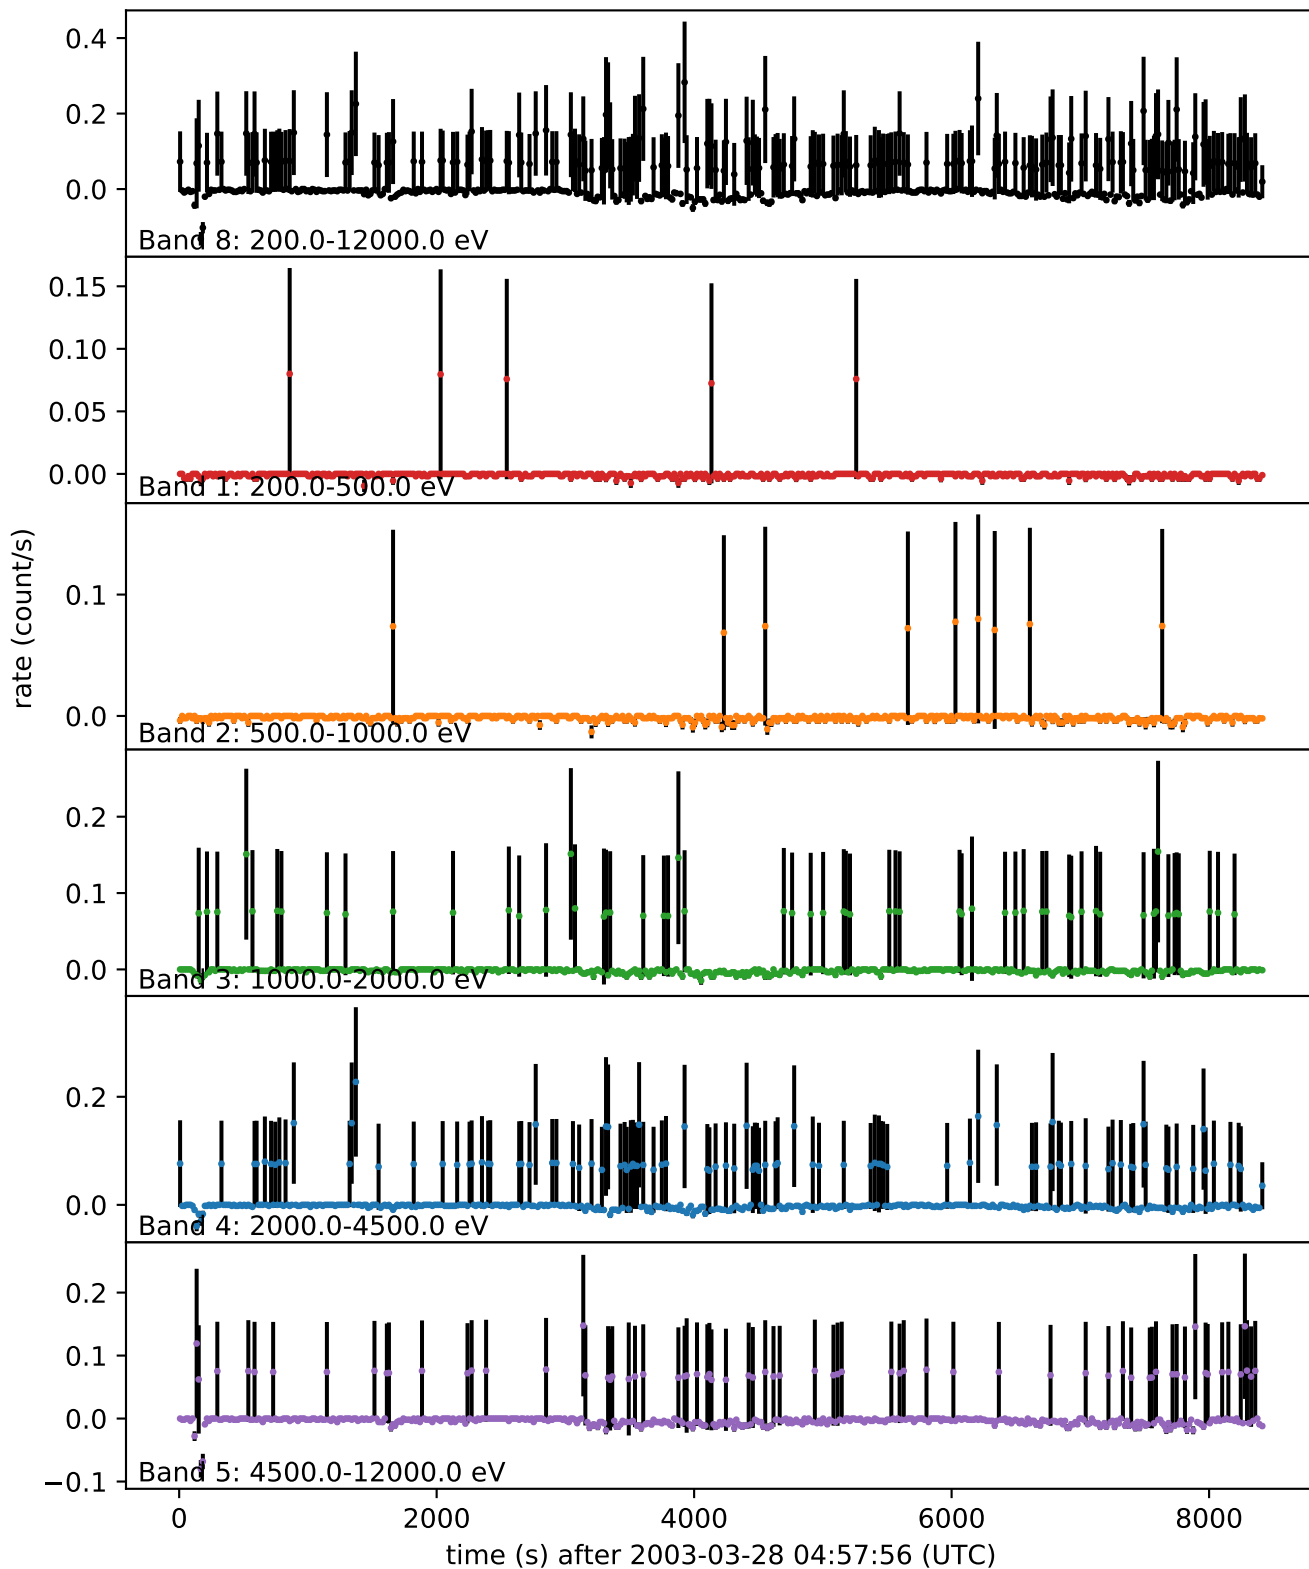 0.4
0.2
0.0
Band 8: 200.0-12000.0 eV
0.15
0.10
0.05
0.00
Band 1: 200.0-500.0 eV
0.1
0.0
Band 2: 500.0-1000.0 eV
rate (count/s)
0.2
0.1
0.0
Band 3: 1000.0-2000.0 eV
0.2
0.0
Band 4: 2000.0-4500.0 eV
0.2
0.1
0.0
−0.1
Band 5: 4500.0-12000.0 eV
0 2000 4000 6000 8000
time (s) after 2003-03-28 04:57:56 (UTC)